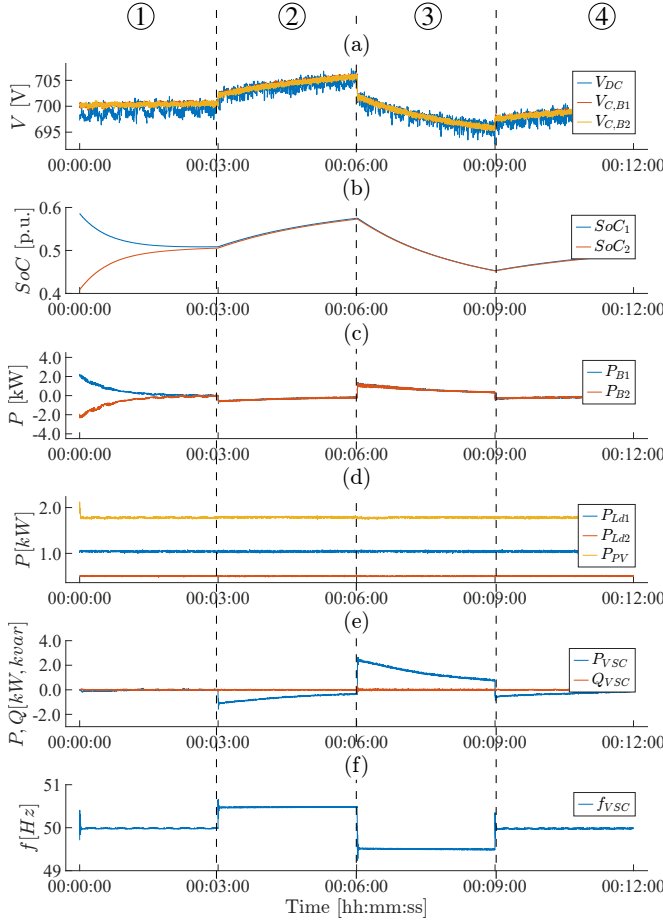 ① ② ③ ④
(a)
V [V]
705
700
695
V_DC
V_C,B1
V_C,B2
00:00:00 00:03:00 00:06:00 00:09:00 00:12:00
(b)
SoC [p.u.]
0.6
0.5
0.4
SoC_1
SoC_2
00:00:00 00:03:00 00:06:00 00:09:00 00:12:00
(c)
P [kW]
4.0
2.0
0.0
-2.0
-4.0
P_B1
P_B2
00:00:00 00:03:00 00:06:00 00:09:00 00:12:00
(d)
P[kW]
2.0
1.0
P_Ld1
P_Ld2
P_PV
00:00:00 00:03:00 00:06:00 00:09:00 00:12:00
(e)
P, Q[kW, kvar]
4.0
2.0
0.0
-2.0
P_VSC
Q_VSC
00:00:00 00:03:00 00:06:00 00:09:00 00:12:00
(f)
f[Hz]
51
50
49
f_VSC
00:00:00 00:03:00 00:06:00 00:09:00 00:12:00
Time [hh:mm:ss]